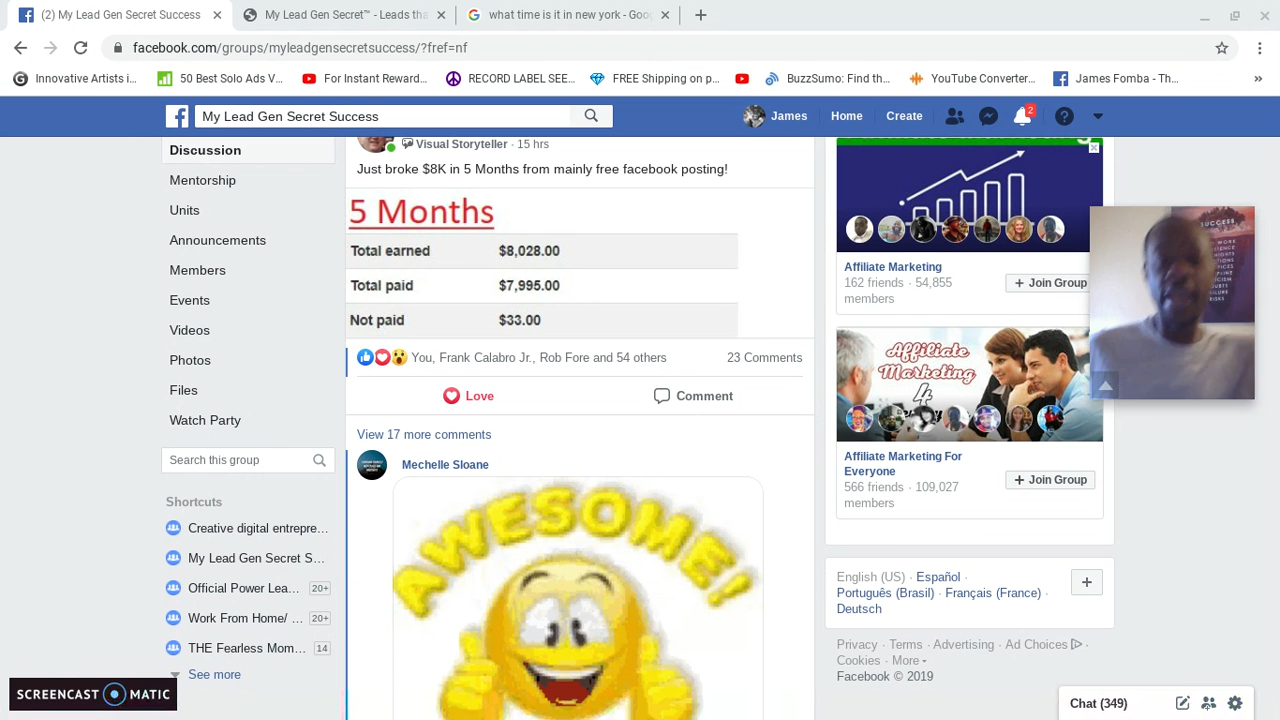 (2) My Lead Gen Secret Success
My Lead Gen Secret™ - Leads tha
what time is it in new york - Goo
facebook.com/groups/myleadgensecretsuccess/?fref=nf
Innovative Artists i...
50 Best Solo Ads V...
For Instant Reward...
RECORD LABEL SEE...
FREE Shipping on p...
BuzzSumo: Find th...
YouTube Converter...
James Fomba - Th...
»
My Lead Gen Secret Success
James
Home
Create
2
Discussion
Mentorship
Units
Announcements
Members
Events
Videos
Photos
Files
Watch Party
Search this group
Shortcuts
Creative digital entrepre...
My Lead Gen Secret S...
Official Power Lea... 20+
Work From Home/ ... 20+
THE Fearless Mom... 14
See more
SCREENCAST MATIC
Visual Storyteller · 15 hrs
Just broke $8K in 5 Months from mainly free facebook posting!
5 Months
Total earned $8,028.00
Total paid $7,995.00
Not paid $33.00
You, Frank Calabro Jr., Rob Fore and 54 others 23 Comments
Love Comment
View 17 more comments
Mechelle Sloane
AWESOME!
Affiliate Marketing
162 friends · 54,855
members
+ Join Group
Affiliate
Marketing
4
Affiliate Marketing For
Everyone
566 friends · 109,027
members
+ Join Group
SUCCESS
English (US) · Español ·
Português (Brasil) · Français (France) ·
Deutsch
Privacy · Terms · Advertising · Ad Choices ·
Cookies · More
Facebook © 2019
Chat (349)